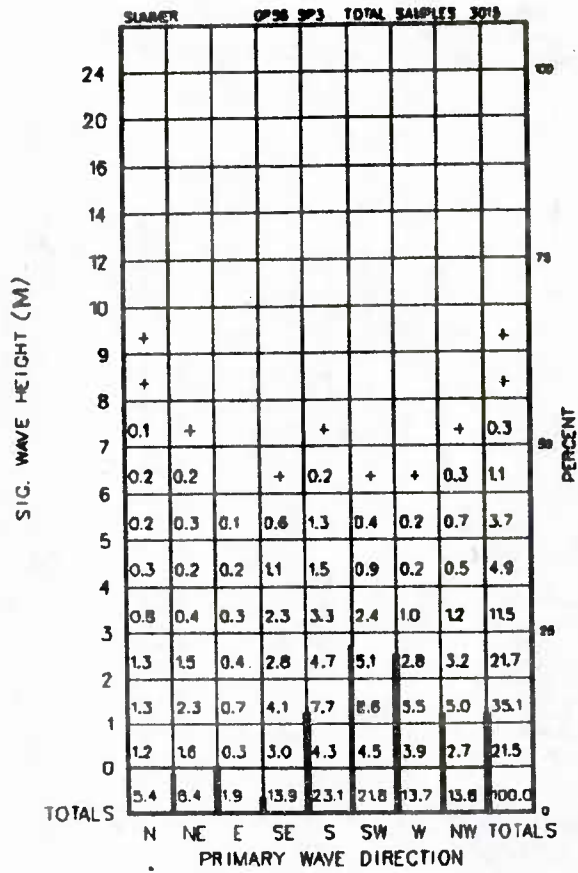 SUMMER OP98 SP3 TOTAL SAMPLES 3015
100
24
20
16
14
12 75
10
+ +
9
+ +
8
0.1 + + + 0.3
7 50
0.2 0.2 + 0.2 + + 0.3 1.1
6
0.2 0.3 0.1 0.6 1.3 0.4 0.2 0.7 3.7
5
0.3 0.2 0.2 1.1 1.5 0.9 0.2 0.5 4.9
4
0.8 0.4 0.3 2.3 3.3 2.4 1.0 1.2 11.5
3 25
1.3 1.5 0.4 2.8 4.7 5.1 2.8 3.2 21.7
2
1.3 2.3 0.7 4.1 7.7 8.6 5.5 5.0 35.1
1
1.2 1.6 0.3 3.0 4.3 4.5 3.9 2.7 21.5
0
5.4 6.4 1.9 13.9 23.1 21.8 13.7 13.6 100.0
TOTALS 0
N NE E SE S SW W NW TOTALS
PRIMARY WAVE DIRECTION
SIG. WAVE HEIGHT (M)
PERCENT